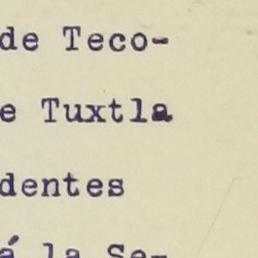 de Teco-
e Tuxtla
dentes
á la Se-